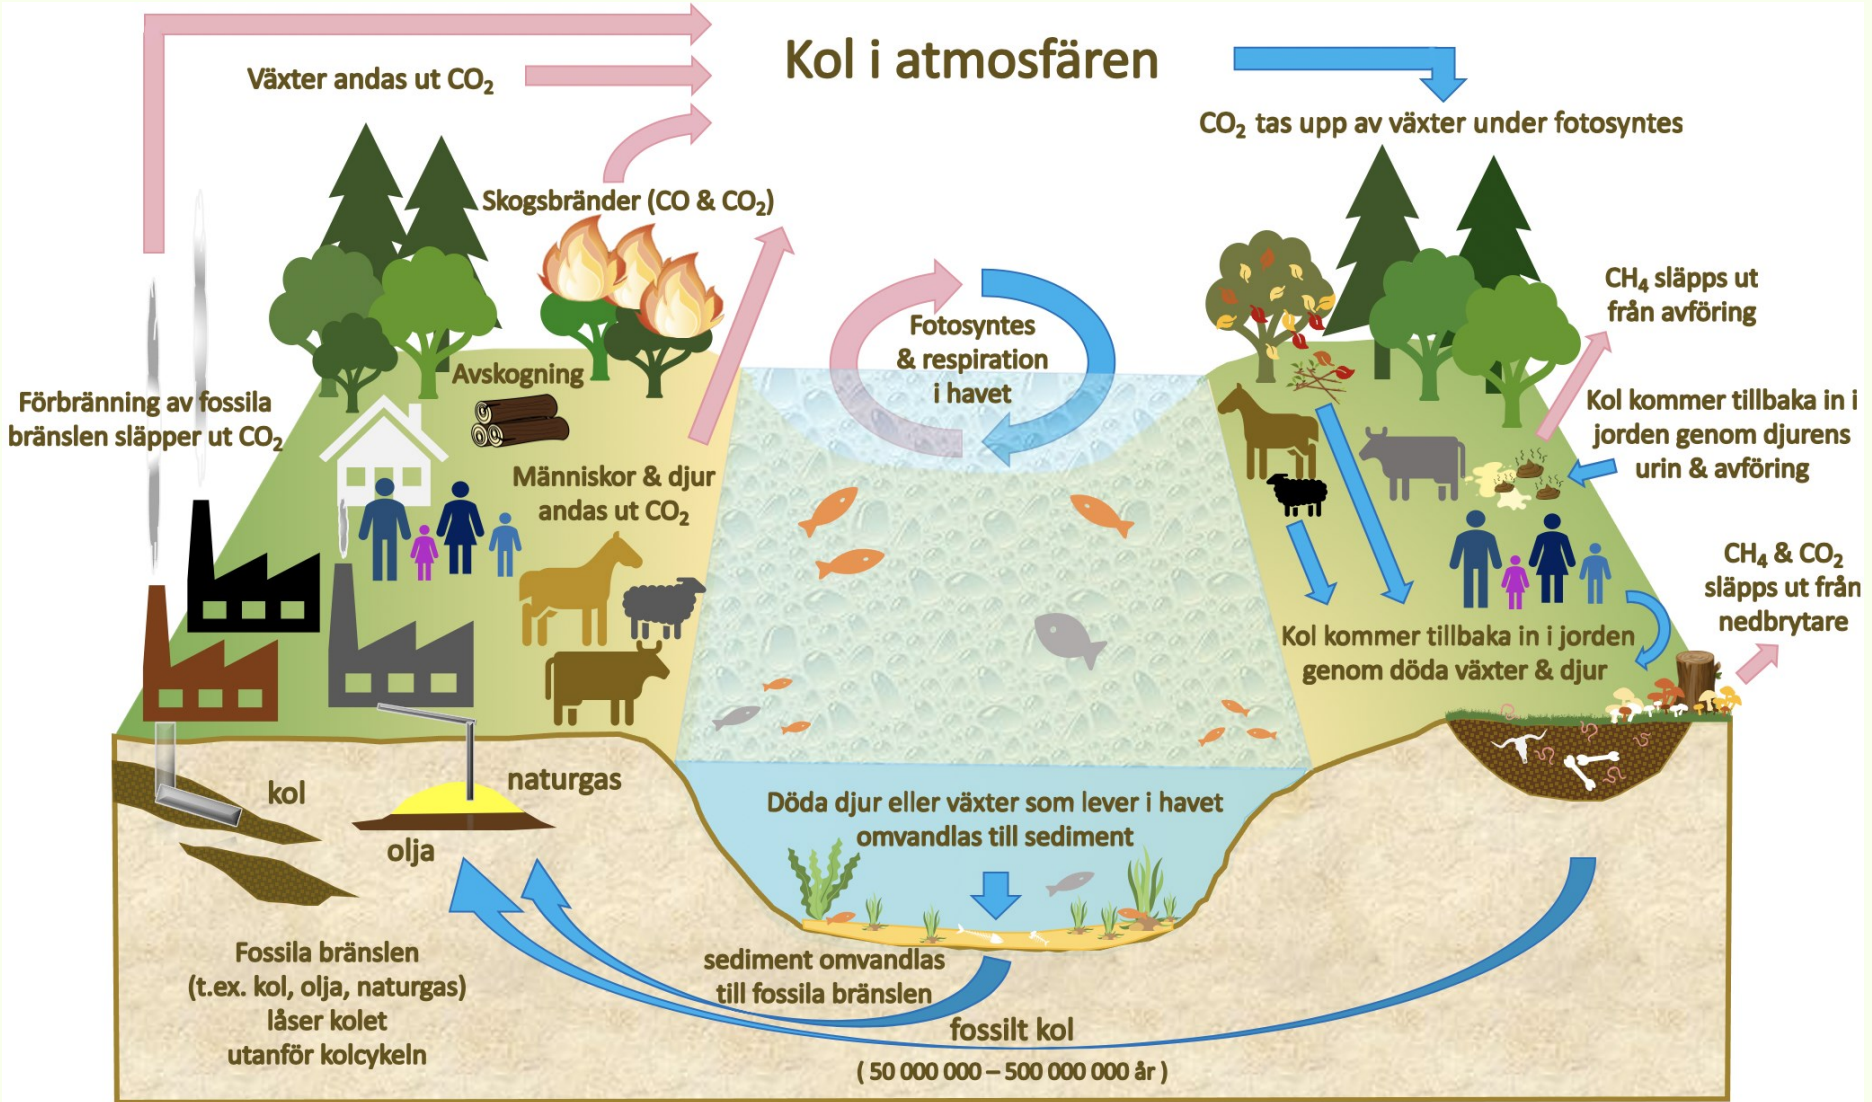 Kol i atmosfären
Växter andas ut CO₂
CO₂ tas upp av växter under fotosyntes
Skogsbränder (CO & CO₂)
CH₄ släpps ut
från avföring
Fotosyntes
& respiration
i havet
Avskogning
Förbränning av fossila
bränslen släpper ut CO₂
Kol kommer tillbaka in i
jorden genom djurens
urin & avföring
Människor & djur
andas ut CO₂
CH₄ & CO₂
släpps ut från
nedbrytare
Kol kommer tillbaka in i jorden
genom döda växter & djur
kol
naturgas
olja
Döda djur eller växter som lever i havet
omvandlas till sediment
Fossila bränslen
(t.ex. kol, olja, naturgas)
låser kolet
utanför kolcykeln
sediment omvandlas
till fossila bränslen
fossilt kol
( 50 000 000 – 500 000 000 år )